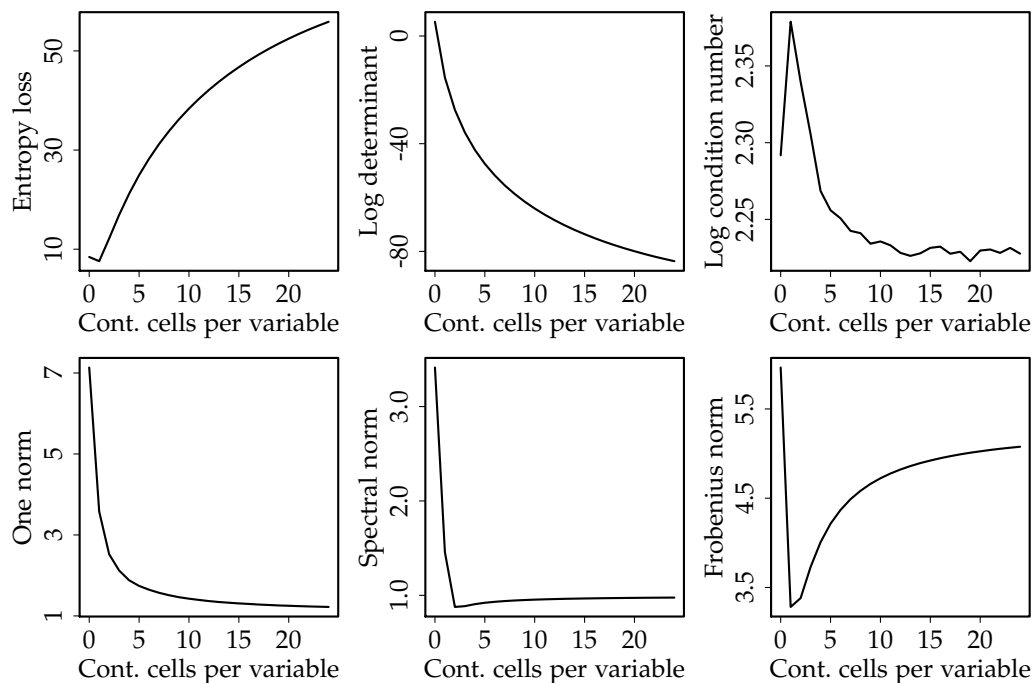 Entropy loss
10 30 50
0 5 10 15 20
Cont. cells per variable
Log determinant
-80 -40 0
0 5 10 15 20
Cont. cells per variable
Log condition number
2.25 2.30 2.35
0 5 10 15 20
Cont. cells per variable
One norm
1 3 5 7
0 5 10 15 20
Cont. cells per variable
Spectral norm
1.0 2.0 3.0
0 5 10 15 20
Cont. cells per variable
Frobenius norm
3.5 4.5 5.5
0 5 10 15 20
Cont. cells per variable